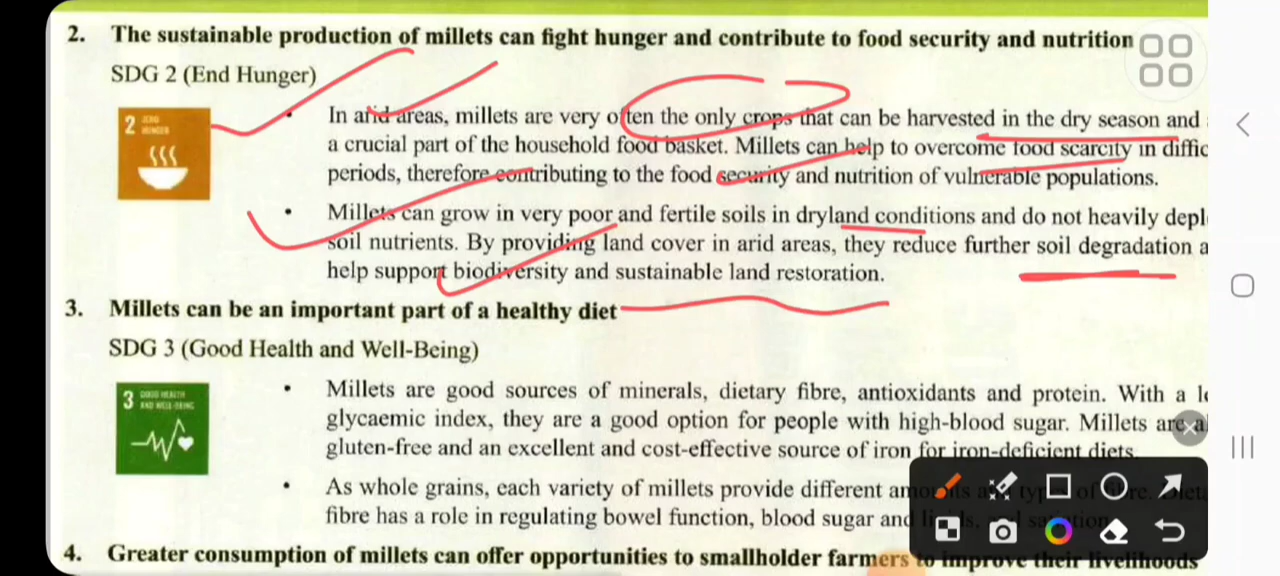 2. The sustainable production of millets can fight hunger and contribute to food security and nutrition
SDG 2 (End Hunger)
2 ZERO HUNGER
In arid areas, millets are very often the only crops that can be harvested in the dry season and
a crucial part of the household food basket. Millets can help to overcome food scarcity in diffic
periods, therefore contributing to the food security and nutrition of vulnerable populations.
Millets can grow in very poor and fertile soils in dryland conditions and do not heavily depl
soil nutrients. By providing land cover in arid areas, they reduce further soil degradation a
help support biodiversity and sustainable land restoration.
3. Millets can be an important part of a healthy diet
SDG 3 (Good Health and Well-Being)
3 GOOD HEALTH
AND WELL-BEING
Millets are good sources of minerals, dietary fibre, antioxidants and protein. With a l
glycaemic index, they are a good option for people with high-blood sugar. Millets are a
gluten-free and an excellent and cost-effective source of iron for iron-deficient diets.
As whole grains, each variety of millets provide different
fibre has a role in regulating bowel function, blood sugar and
4. Greater consumption of millets can offer opportunities to smallholder farmers to improve their livelihoods